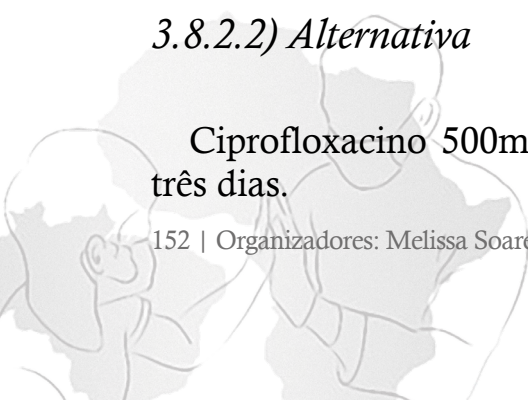 3.8.2.2) Alternativa
Ciprofloxacino 500m
três dias.
152 | Organizadores: Melissa Soare